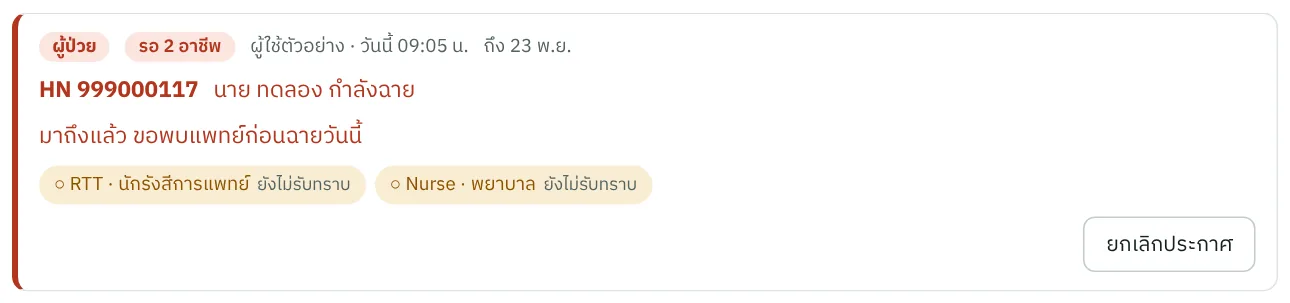 ผู้ป่วย รอ 2 อาชีพ ผู้ใช้ตัวอย่าง · วันนี้ 09:05 น. ถึง 23 พ.ย.
HN 999000117 นาย ทดลอง กำลังฉาย
มาถึงแล้ว ขอพบแพทย์ก่อนฉายวันนี้
○ RTT · นักรังสีการแพทย์ ยังไม่รับทราบ ○ Nurse · พยาบาล ยังไม่รับทราบ
ยกเลิกประกาศ